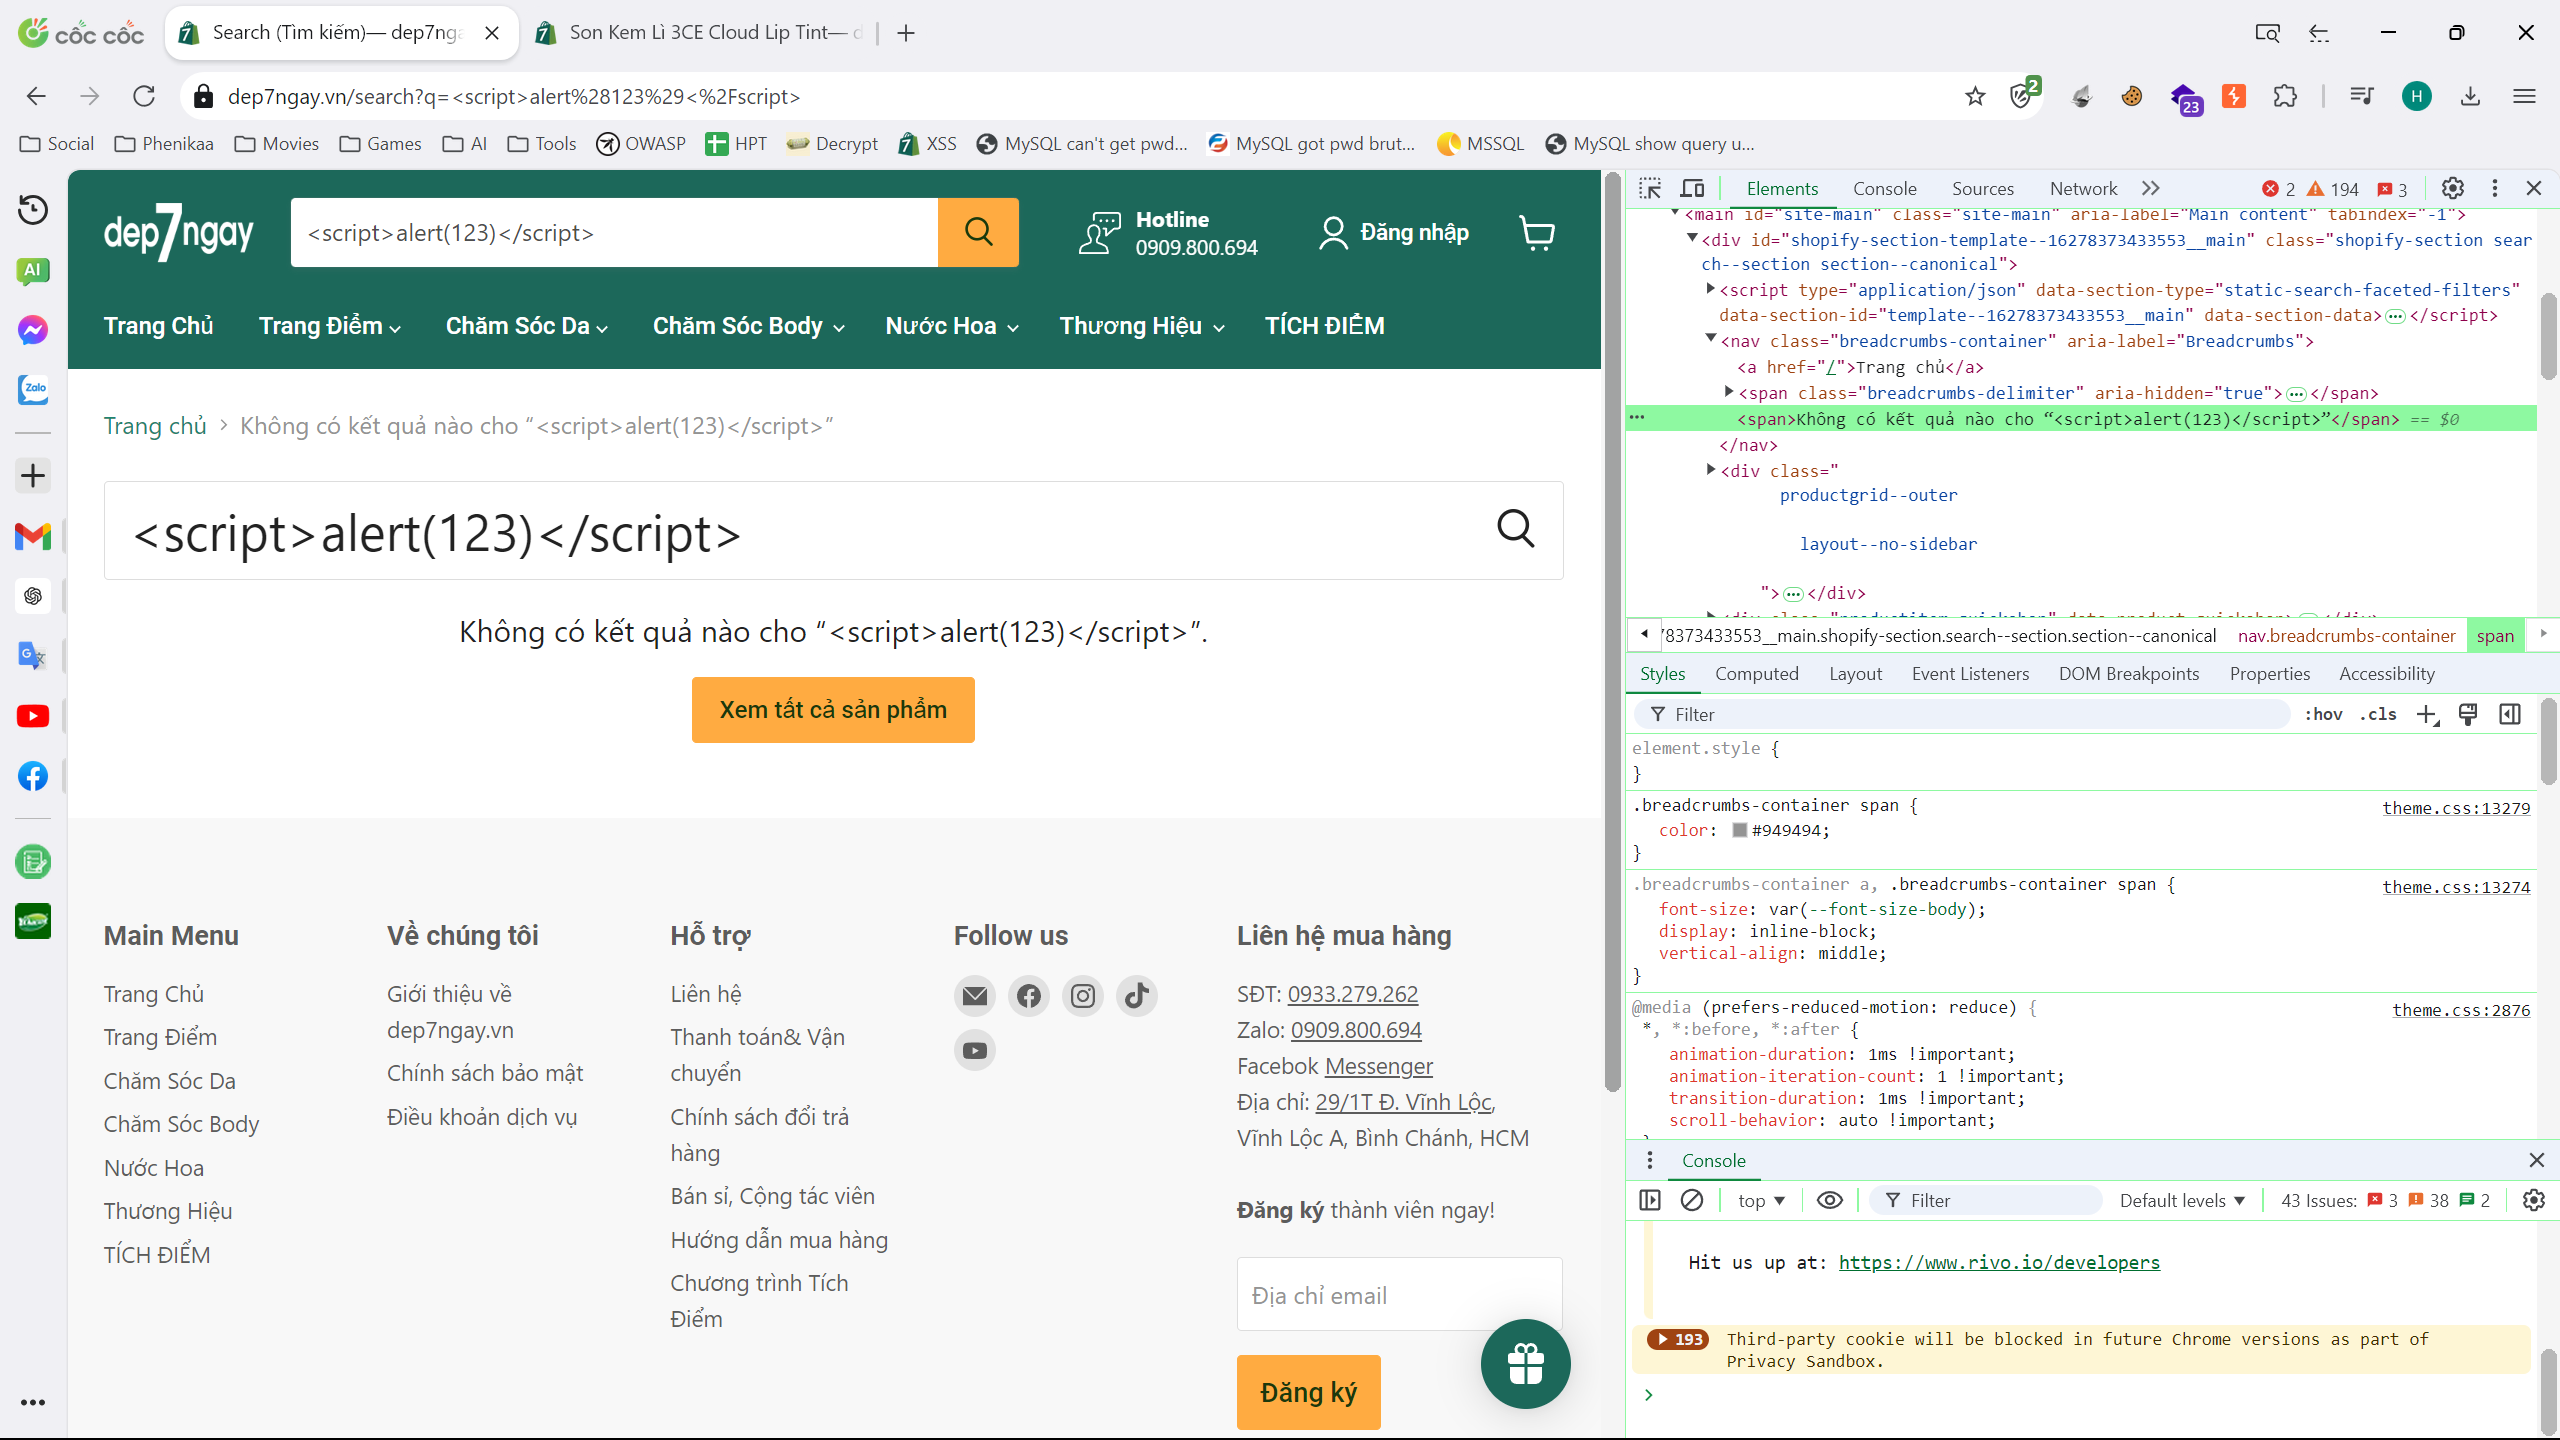 cốc cốc
Search (Tìm kiếm)— dep7nga
Son Kem Lì 3CE Cloud Lip Tint— d
dep7ngay.vn/search?q=<script>alert%28123%29<%2Fscript>
2
23
H
Social
Phenikaa
Movies
Games
AI
Tools
OWASP
HPT
Decrypt
XSS
MySQL can't get pwd...
MySQL got pwd brut...
MSSQL
MySQL show query u...
AI
Zalo
dep7ngay
<script>alert(123)</script>
Hotline
0909.800.694
Đăng nhập
Trang Chủ
Trang Điểm
Chăm Sóc Da
Chăm Sóc Body
Nước Hoa
Thương Hiệu
TÍCH ĐIỂM
Trang chủ > Không có kết quả nào cho “<script>alert(123)</script>”
<script>alert(123)</script>
Không có kết quả nào cho “<script>alert(123)</script>”.
Xem tất cả sản phẩm
Main Menu
Trang Chủ
Trang Điểm
Chăm Sóc Da
Chăm Sóc Body
Nước Hoa
Thương Hiệu
TÍCH ĐIỂM
Về chúng tôi
Giới thiệu về
dep7ngay.vn
Chính sách bảo mật
Điều khoản dịch vụ
Hỗ trợ
Liên hệ
Thanh toán& Vận
chuyển
Chính sách đổi trả
hàng
Bán sỉ, Cộng tác viên
Hướng dẫn mua hàng
Chương trình Tích
Điểm
Follow us
Liên hệ mua hàng
SĐT: 0933.279.262
Zalo: 0909.800.694
Facebok Messenger
Địa chỉ: 29/1T Đ. Vĩnh Lộc,
Vĩnh Lộc A, Bình Chánh, HCM
Đăng ký thành viên ngay!
Địa chỉ email
Đăng ký
Elements
Console
Sources
Network
2
194
3
<main id="site-main" class="site-main" aria-label="Main content" tabindex="-1">
<div id="shopify-section-template--16278373433553__main" class="shopify-section sear
ch--section section--canonical">
<script type="application/json" data-section-type="static-search-faceted-filters"
data-section-id="template--16278373433553__main" data-section-data>…</script>
<nav class="breadcrumbs-container" aria-label="Breadcrumbs">
<a href="/">Trang chủ</a>
<span class="breadcrumbs-delimiter" aria-hidden="true">…</span>
<span>Không có kết quả nào cho “<script>alert(123)</script>”</span> == $0
</nav>
<div class="
productgrid--outer
layout--no-sidebar
">…</div>
<div class="productitem-quickshop" data-product-quickshop>…</div>
78373433553__main.shopify-section.search--section.section--canonical
nav.breadcrumbs-container
span
Styles
Computed
Layout
Event Listeners
DOM Breakpoints
Properties
Accessibility
Filter
:hov
.cls
element.style {
}
.breadcrumbs-container span {
theme.css:13279
color: #949494;
}
.breadcrumbs-container a, .breadcrumbs-container span {
theme.css:13274
font-size: var(--font-size-body);
display: inline-block;
vertical-align: middle;
}
@media (prefers-reduced-motion: reduce) {
theme.css:2876
*, *:before, *:after {
animation-duration: 1ms !important;
animation-iteration-count: 1 !important;
transition-duration: 1ms !important;
scroll-behavior: auto !important;
}
Console
top
Filter
Default levels
43 Issues: 3 38 2
Hit us up at: https://www.rivo.io/developers
193
Third-party cookie will be blocked in future Chrome versions as part of
Privacy Sandbox.